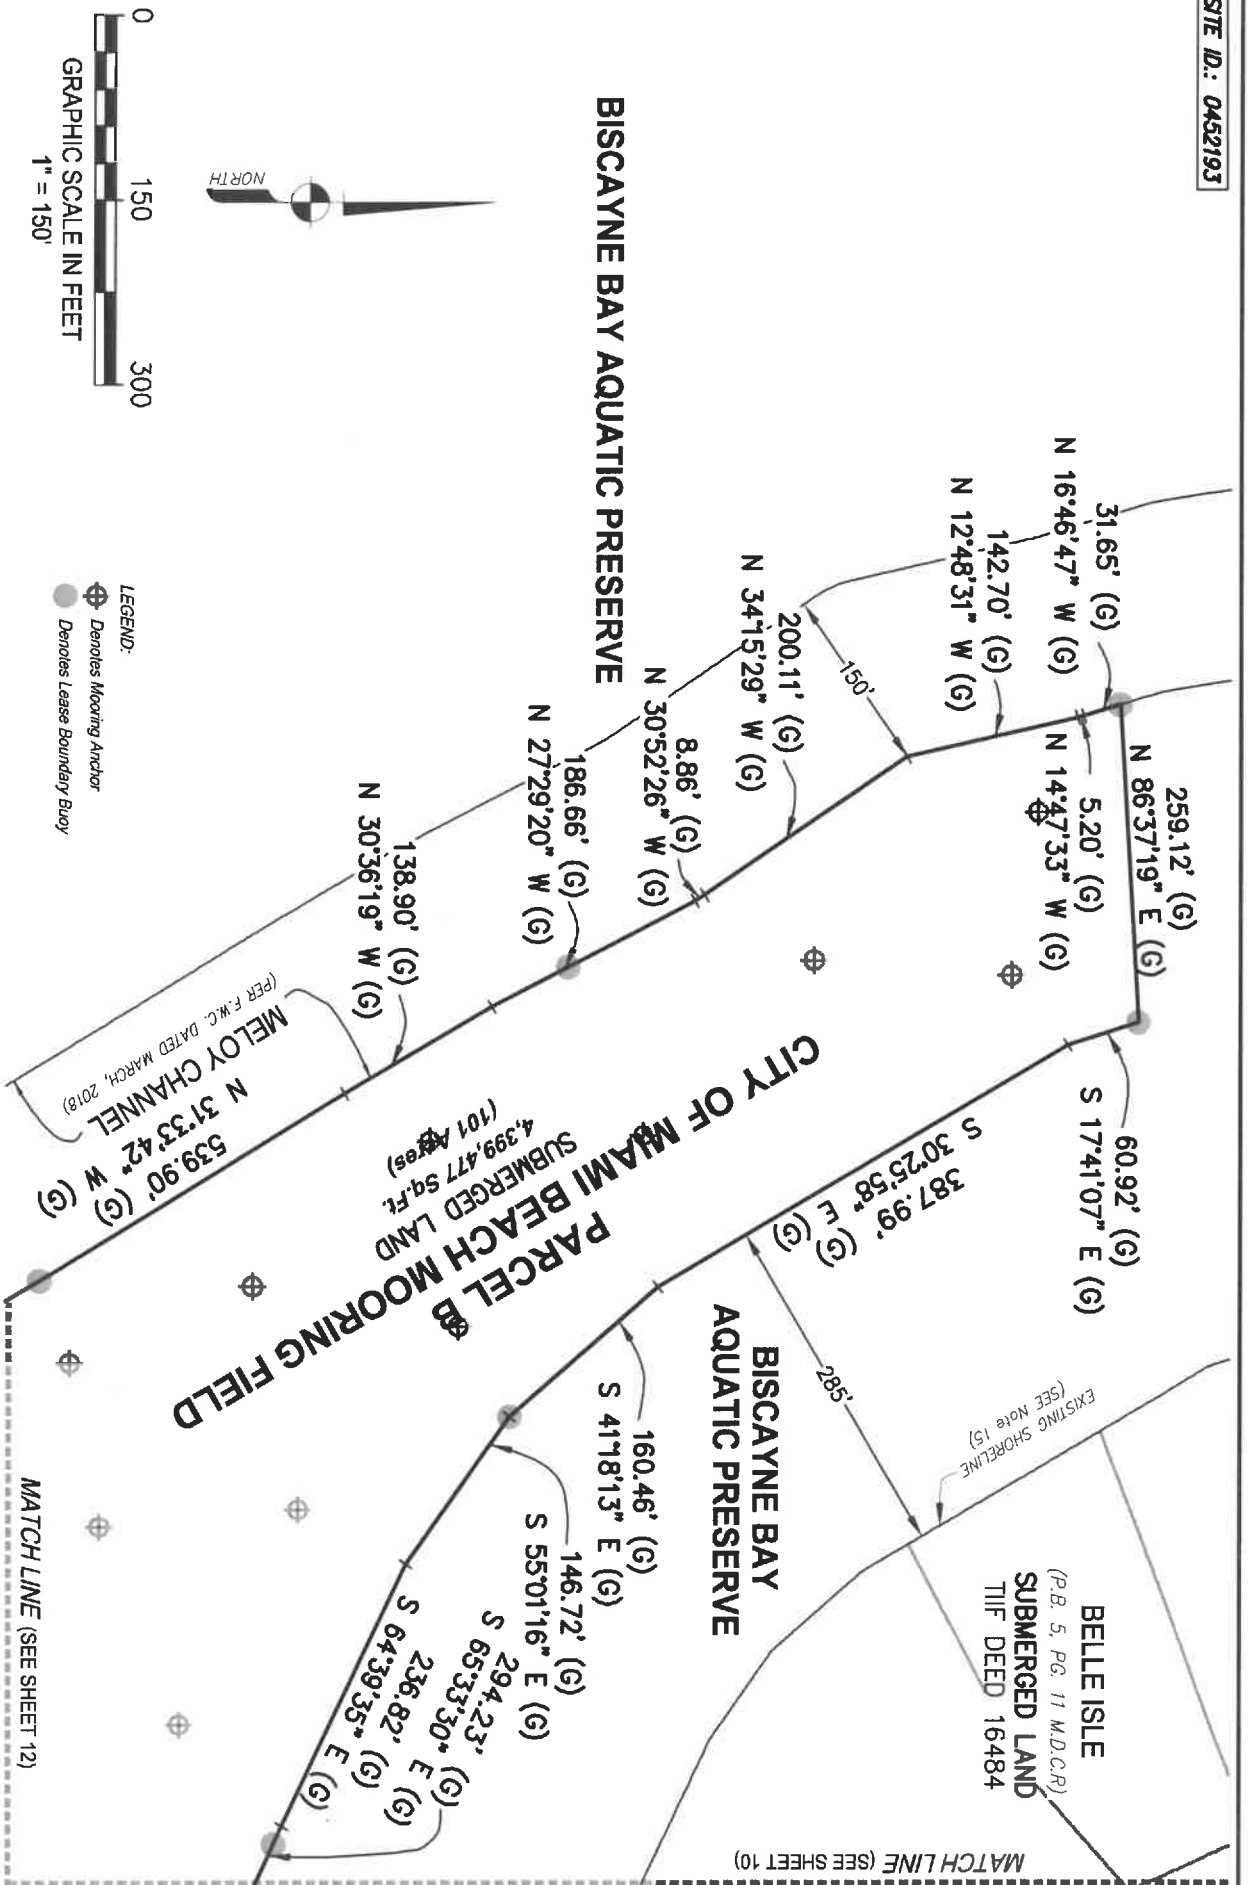 SITE ID.: 0452193
BISCAYNE BAY AQUATIC PRESERVE
NORTH
0 150 300
GRAPHIC SCALE IN FEET
1" = 150'
LEGEND:
Denotes Mooring Anchor
Denotes Lease Boundary Buoy
31.65' (G)
N 16°46'47" W (G)
142.70' (G)
N 12°48'31" W (G)
150'
200.11' (G)
N 34°15'29" W (G)
8.86' (G)
N 30°52'26" W (G)
186.66' (G)
N 27°29'20" W (G)
138.90' (G)
N 30°36'19" W (G)
MELOY CHANNEL
(PER F.W.C. DATED MARCH, 2018)
539.90' (G)
N 31°33'42" W (G)
259.12' (G)
N 86°37'19" E (G)
5.20' (G)
N 14°47'33" W (G)
60.92' (G)
S 17°41'07" E (G)
387.99' (G)
S 30°25'58" E (G)
CITY OF MIAMI BEACH MOORING FIELD
PARCEL B
SUBMERGED LAND
4,399,477 Sq.Ft.
(101 Acres)
285'
BISCAYNE BAY
AQUATIC PRESERVE
160.46' (G)
S 41°18'13" E (G)
146.72' (G)
S 55°01'16" E (G)
294.23' (G)
S 65°33'30" E (G)
236.82' (G)
S 64°39'35" E (G)
EXISTING SHORELINE
(SEE Note 15)
BELLE ISLE
(P.B. 5, PG. 11 M.D.C.R)
SUBMERGED LAND
TIIF DEED 16484
MATCH LINE (SEE SHEET 10)
MATCH LINE (SEE SHEET 12)